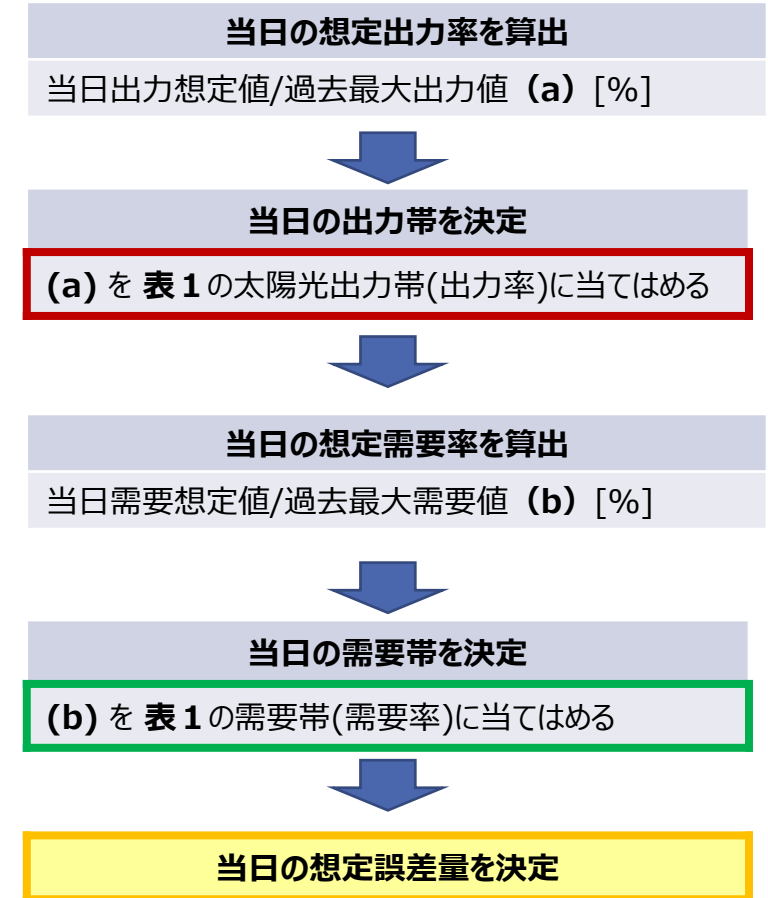 当日の想定出力率を算出
当日出力想定値/過去最大出力値（a）[%]
当日の出力帯を決定
(a) を 表１の太陽光出力帯(出力率)に当てはめる
当日の想定需要率を算出
当日需要想定値/過去最大需要値（b）[%]
当日の需要帯を決定
(b) を 表１の需要帯(需要率)に当てはめる
当日の想定誤差量を決定